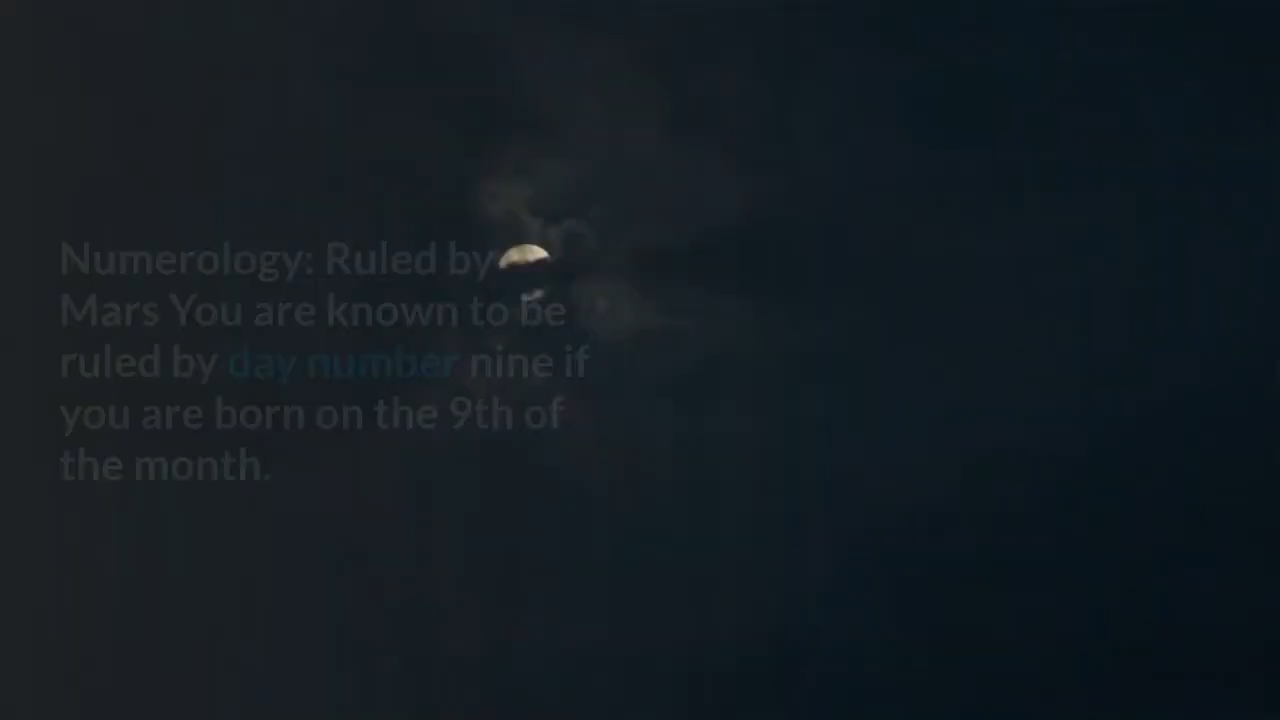 Numerology: Ruled by
Mars You are known to be
ruled by day number nine if
you are born on the 9th of
the month.